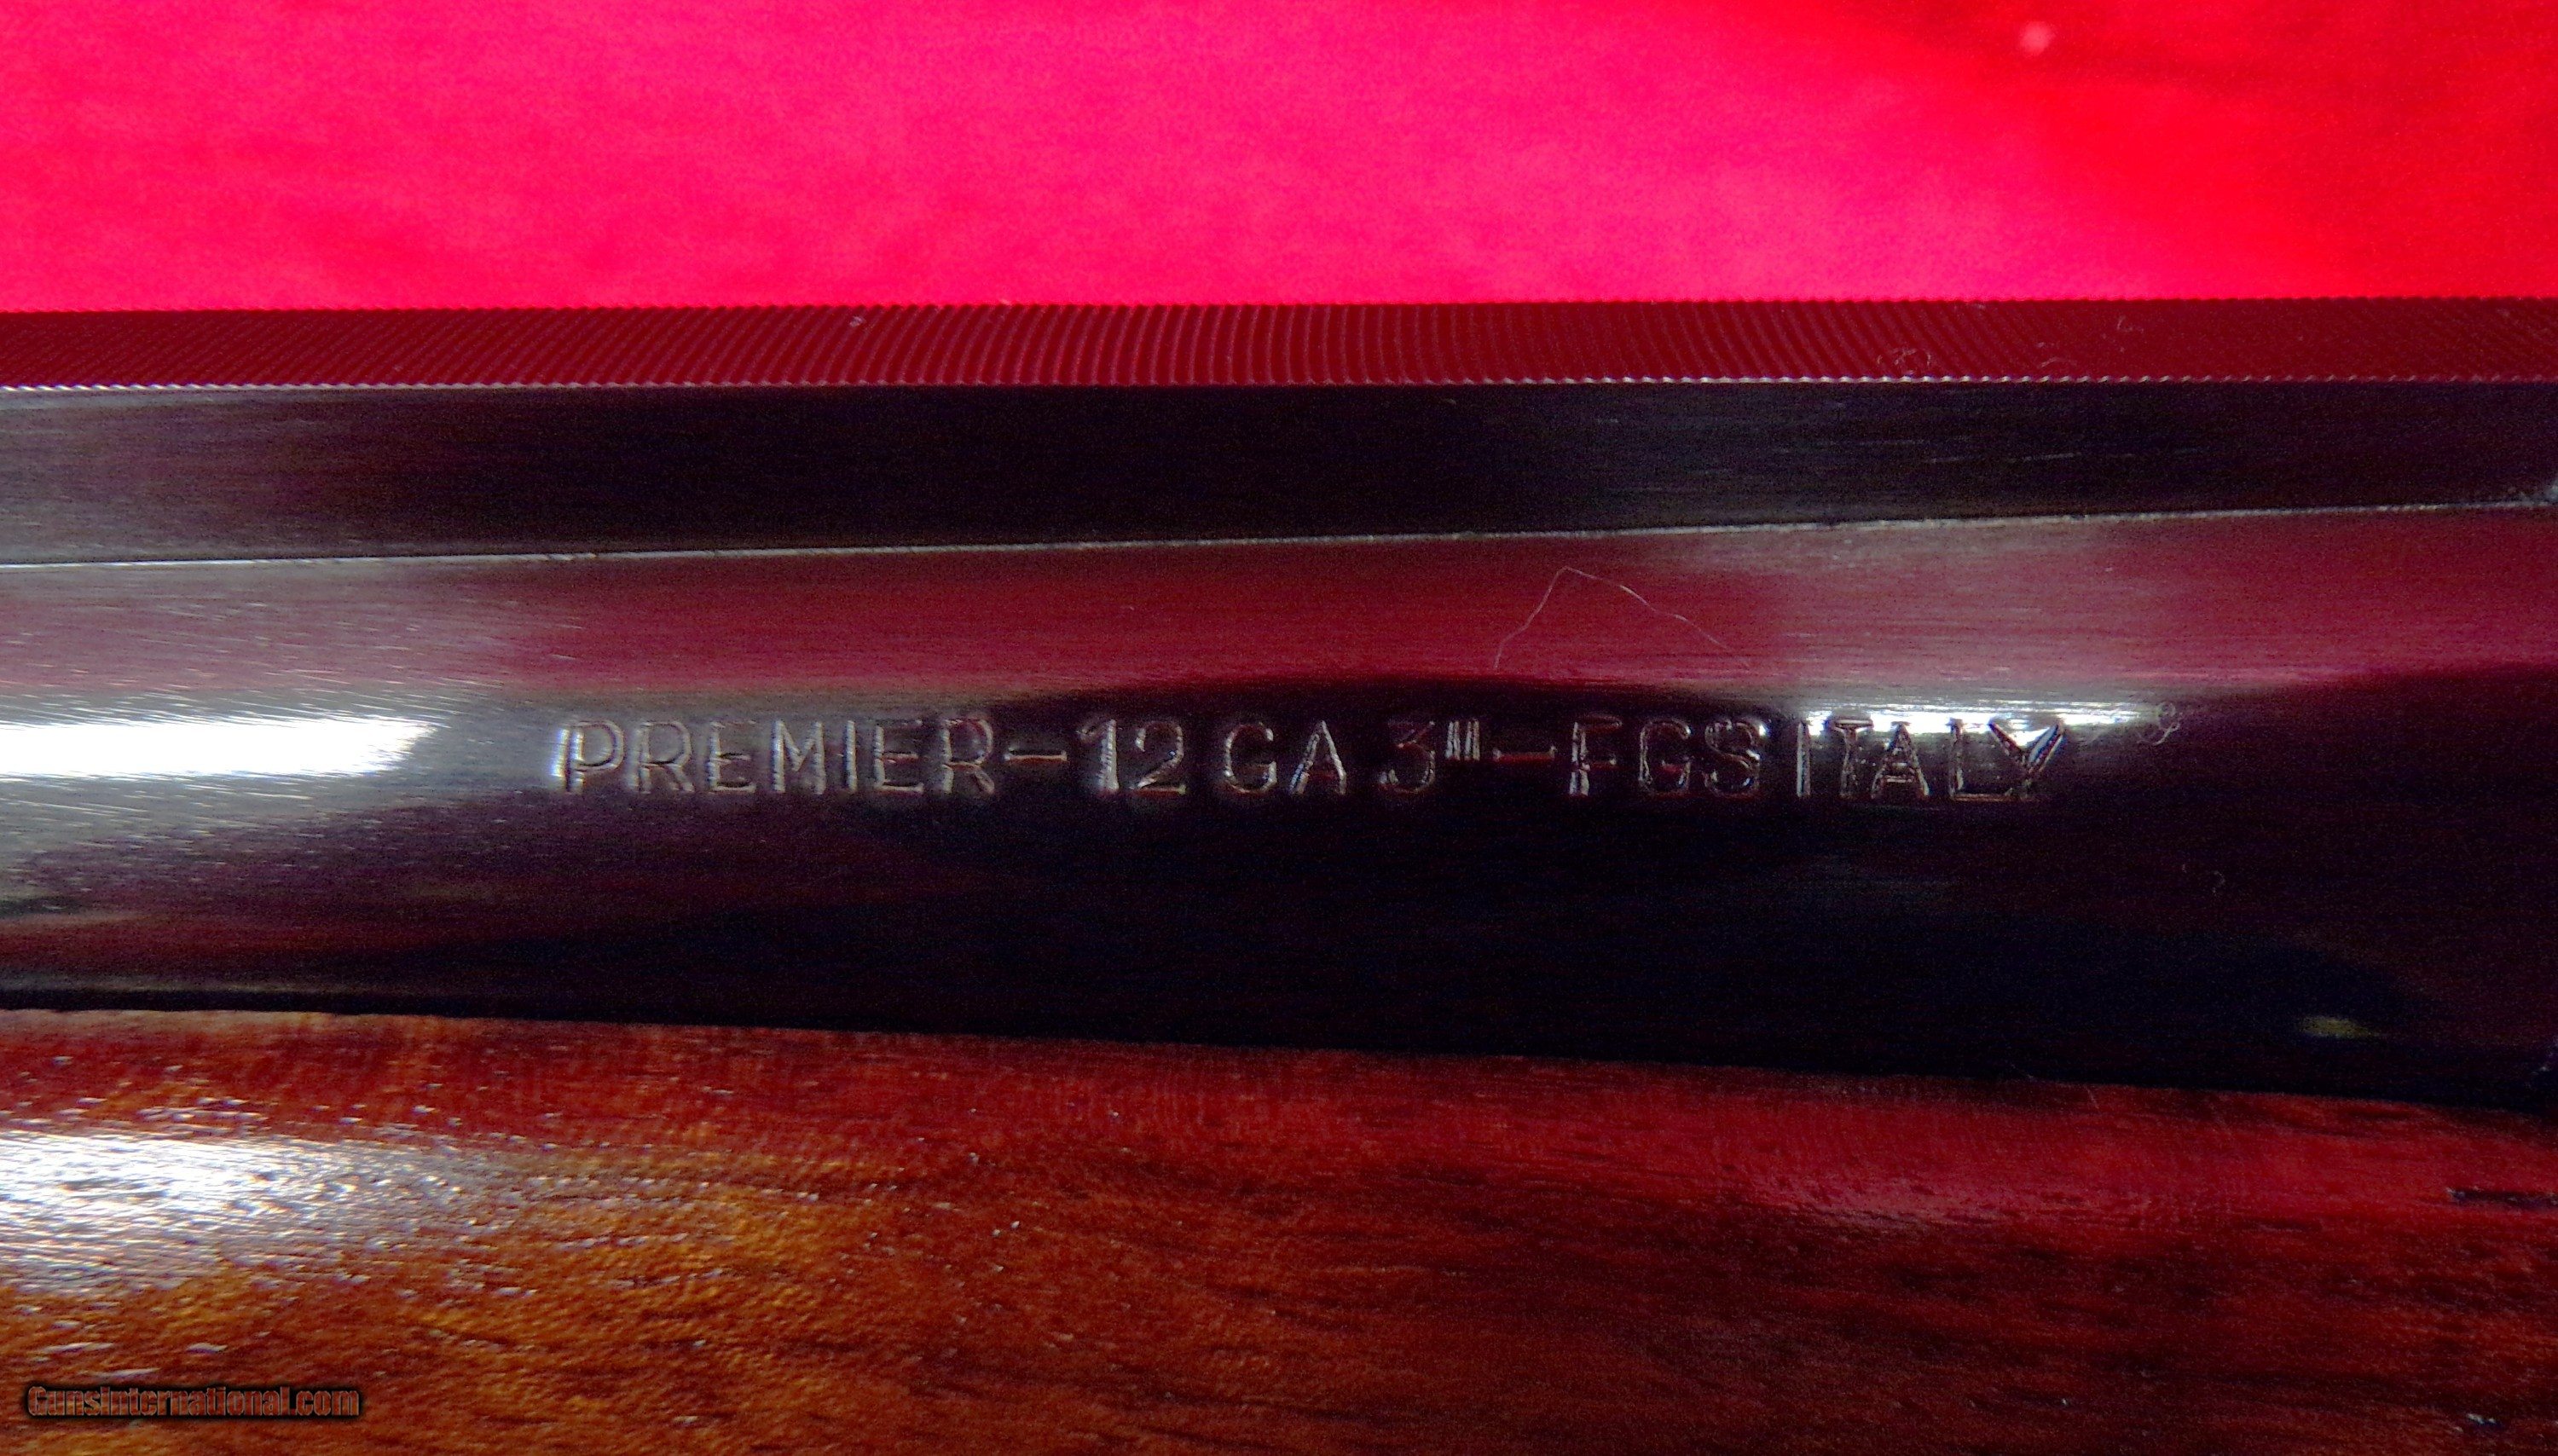 PREMIER-12 GA 3"-FGS ITALY
GunsInternational.com